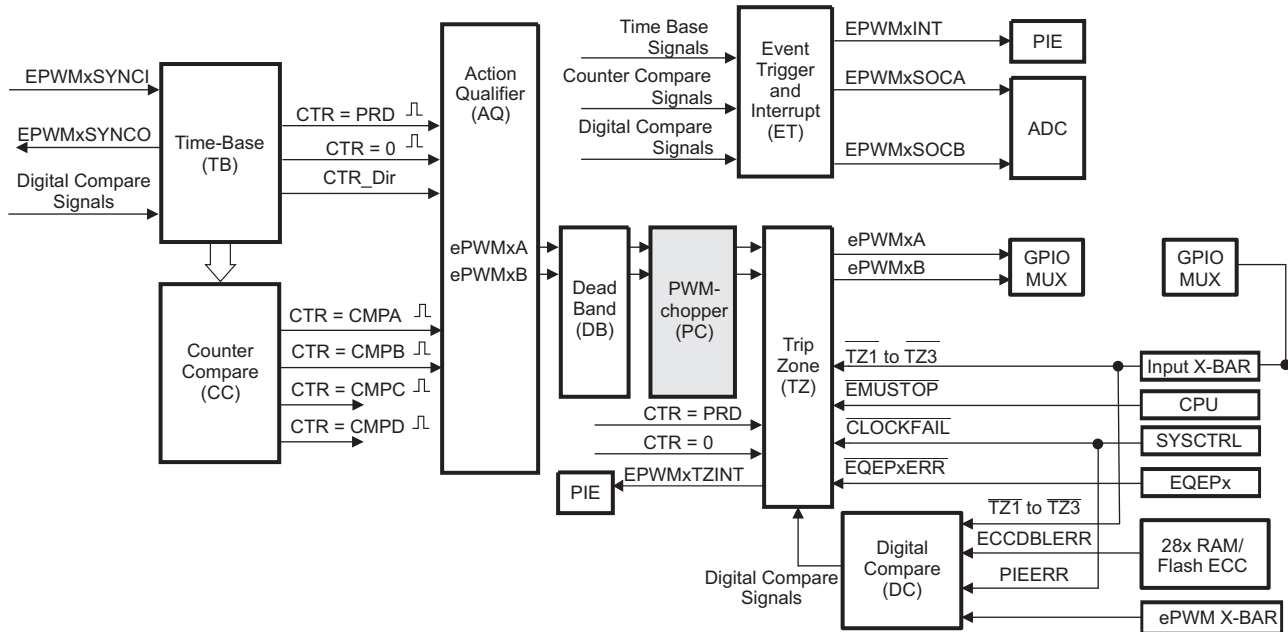 EPWMxSYNCI
EPWMxSYNCO
Digital Compare
Signals
Time-Base
(TB)
CTR = PRD
CTR = 0
CTR_Dir
Counter
Compare
(CC)
CTR = CMPA
CTR = CMPB
CTR = CMPC
CTR = CMPD
Action
Qualifier
(AQ)
ePWMxA
ePWMxB
Time Base
Signals
Counter Compare
Signals
Digital Compare
Signals
Event
Trigger
and
Interrupt
(ET)
EPWMxINT
EPWMxSOCA
EPWMxSOCB
PIE
ADC
Dead
Band
(DB)
PWM-
chopper
(PC)
Trip
Zone
(TZ)
ePWMxA
ePWMxB
GPIO
MUX
GPIO
MUX
TZ1 to TZ3
EMUSTOP
CLOCKFAIL
EQEPxERR
Input X-BAR
CPU
SYSCTRL
EQEPx
CTR = PRD
CTR = 0
EPWMxTZINT
PIE
Digital Compare
Signals
Digital
Compare
(DC)
TZ1 to TZ3
ECCDBLERR
PIEERR
28x RAM/
Flash ECC
ePWM X-BAR